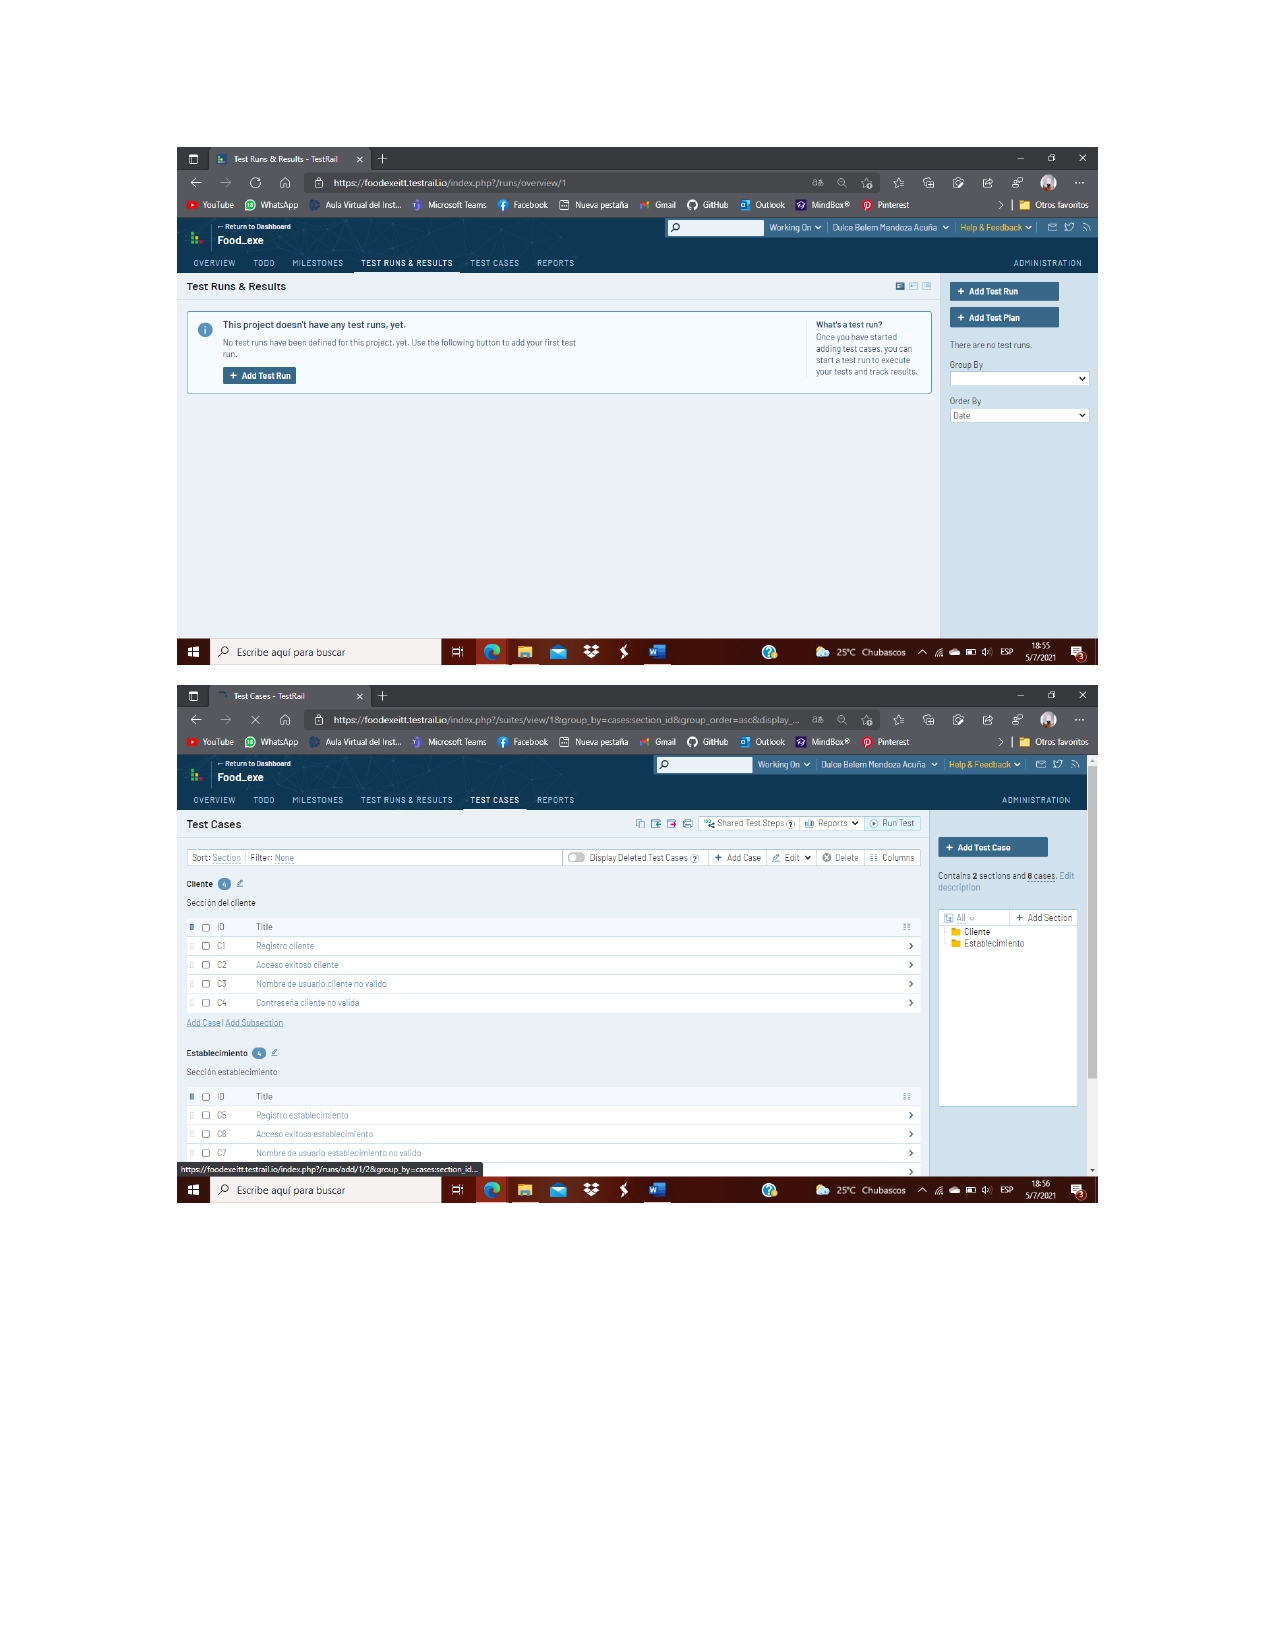 Test Runs & Results - TestRail
https://foodexeitt.testrail.io/index.php?/runs/overview/1
YouTube WhatsApp Aula Virtual del Inst... Microsoft Teams Facebook Nueva pestaña Gmail GitHub Outlook MindBox® Pinterest Otros favoritos
← Return to Dashboard
Food_exe
Working On Dulce Belem Mendoza Acuña Help & Feedback
OVERVIEW TODO MILESTONES TEST RUNS & RESULTS TEST CASES REPORTS ADMINISTRATION
Test Runs & Results
+ Add Test Run
+ Add Test Plan
There are no test runs.
Group By
Order By
Date
This project doesn't have any test runs, yet.
No test runs have been defined for this project, yet. Use the following button to add your first test
run.
+ Add Test Run
What's a test run?
Once you have started
adding test cases, you can
start a test run to execute
your tests and track results.
Escribe aquí para buscar
25°C Chubascos ESP
18:55
5/7/2021
3
Test Cases - TestRail
https://foodexeitt.testrail.io/index.php?/suites/view/1&group_by=cases:section_id&group_order=asc&display_...
YouTube WhatsApp Aula Virtual del Inst... Microsoft Teams Facebook Nueva pestaña Gmail GitHub Outlook MindBox® Pinterest Otros favoritos
← Return to Dashboard
Food_exe
Working On Dulce Belem Mendoza Acuña Help & Feedback
OVERVIEW TODO MILESTONES TEST RUNS & RESULTS TEST CASES REPORTS ADMINISTRATION
Test Cases
Shared Test Steps ? Reports Run Test
Sort: Section Filter: None Display Deleted Test Cases ? + Add Case Edit Delete Columns
Cliente 4
Sección del cliente
ID Title
C1 Registro cliente
C2 Acceso exitoso cliente
C3 Nombre de usuario cliente no valido
C4 Contraseña cliente no valida
Add Case | Add Subsection
Establecimiento 4
Sección establecimiento
ID Title
C5 Registro establecimiento
C6 Acceso exitoso establecimiento
C7 Nombre de usuario establecimiento no valido
https://foodexeitt.testrail.io/index.php?/runs/add/1/2&group_by=cases:section_id...
+ Add Test Case
Contains 2 sections and 8 cases. Edit
description
All + Add Section
Cliente
Establecimiento
Escribe aquí para buscar
25°C Chubascos ESP
18:56
5/7/2021
3